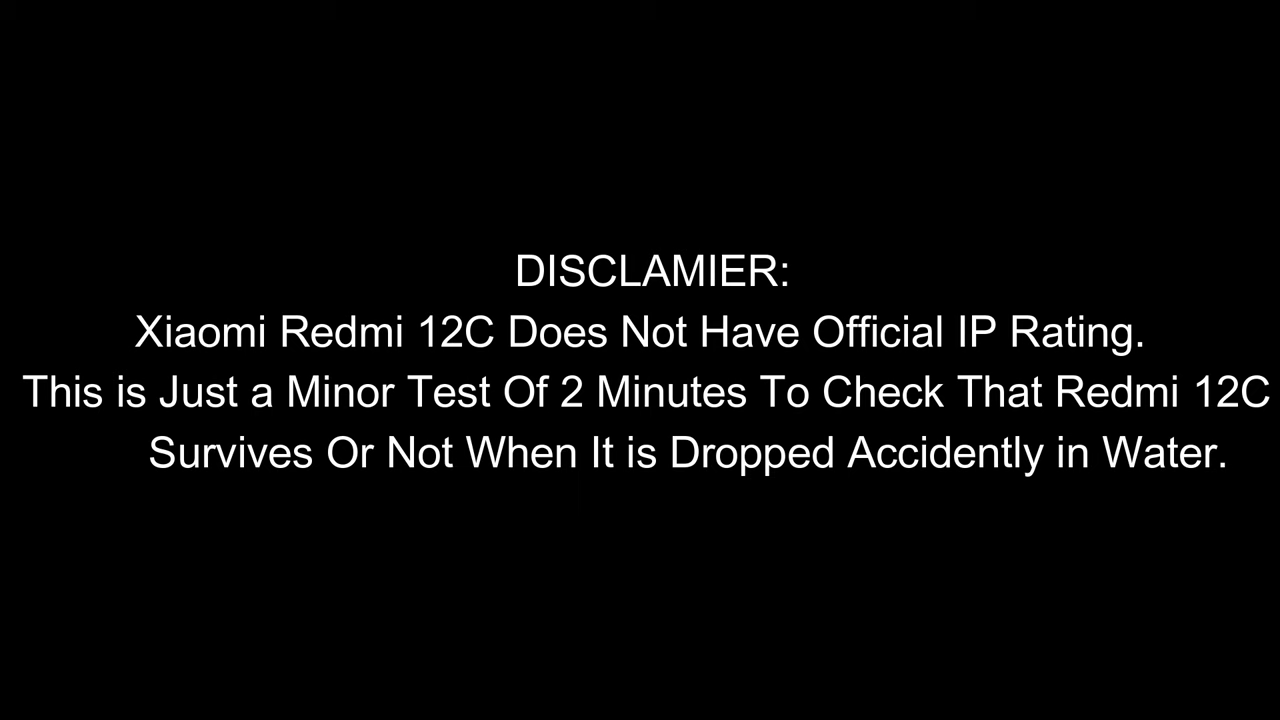 DISCLAMIER:
Xiaomi Redmi 12C Does Not Have Official IP Rating.
This is Just a Minor Test Of 2 Minutes To Check That Redmi 12C
Survives Or Not When It is Dropped Accidently in Water.